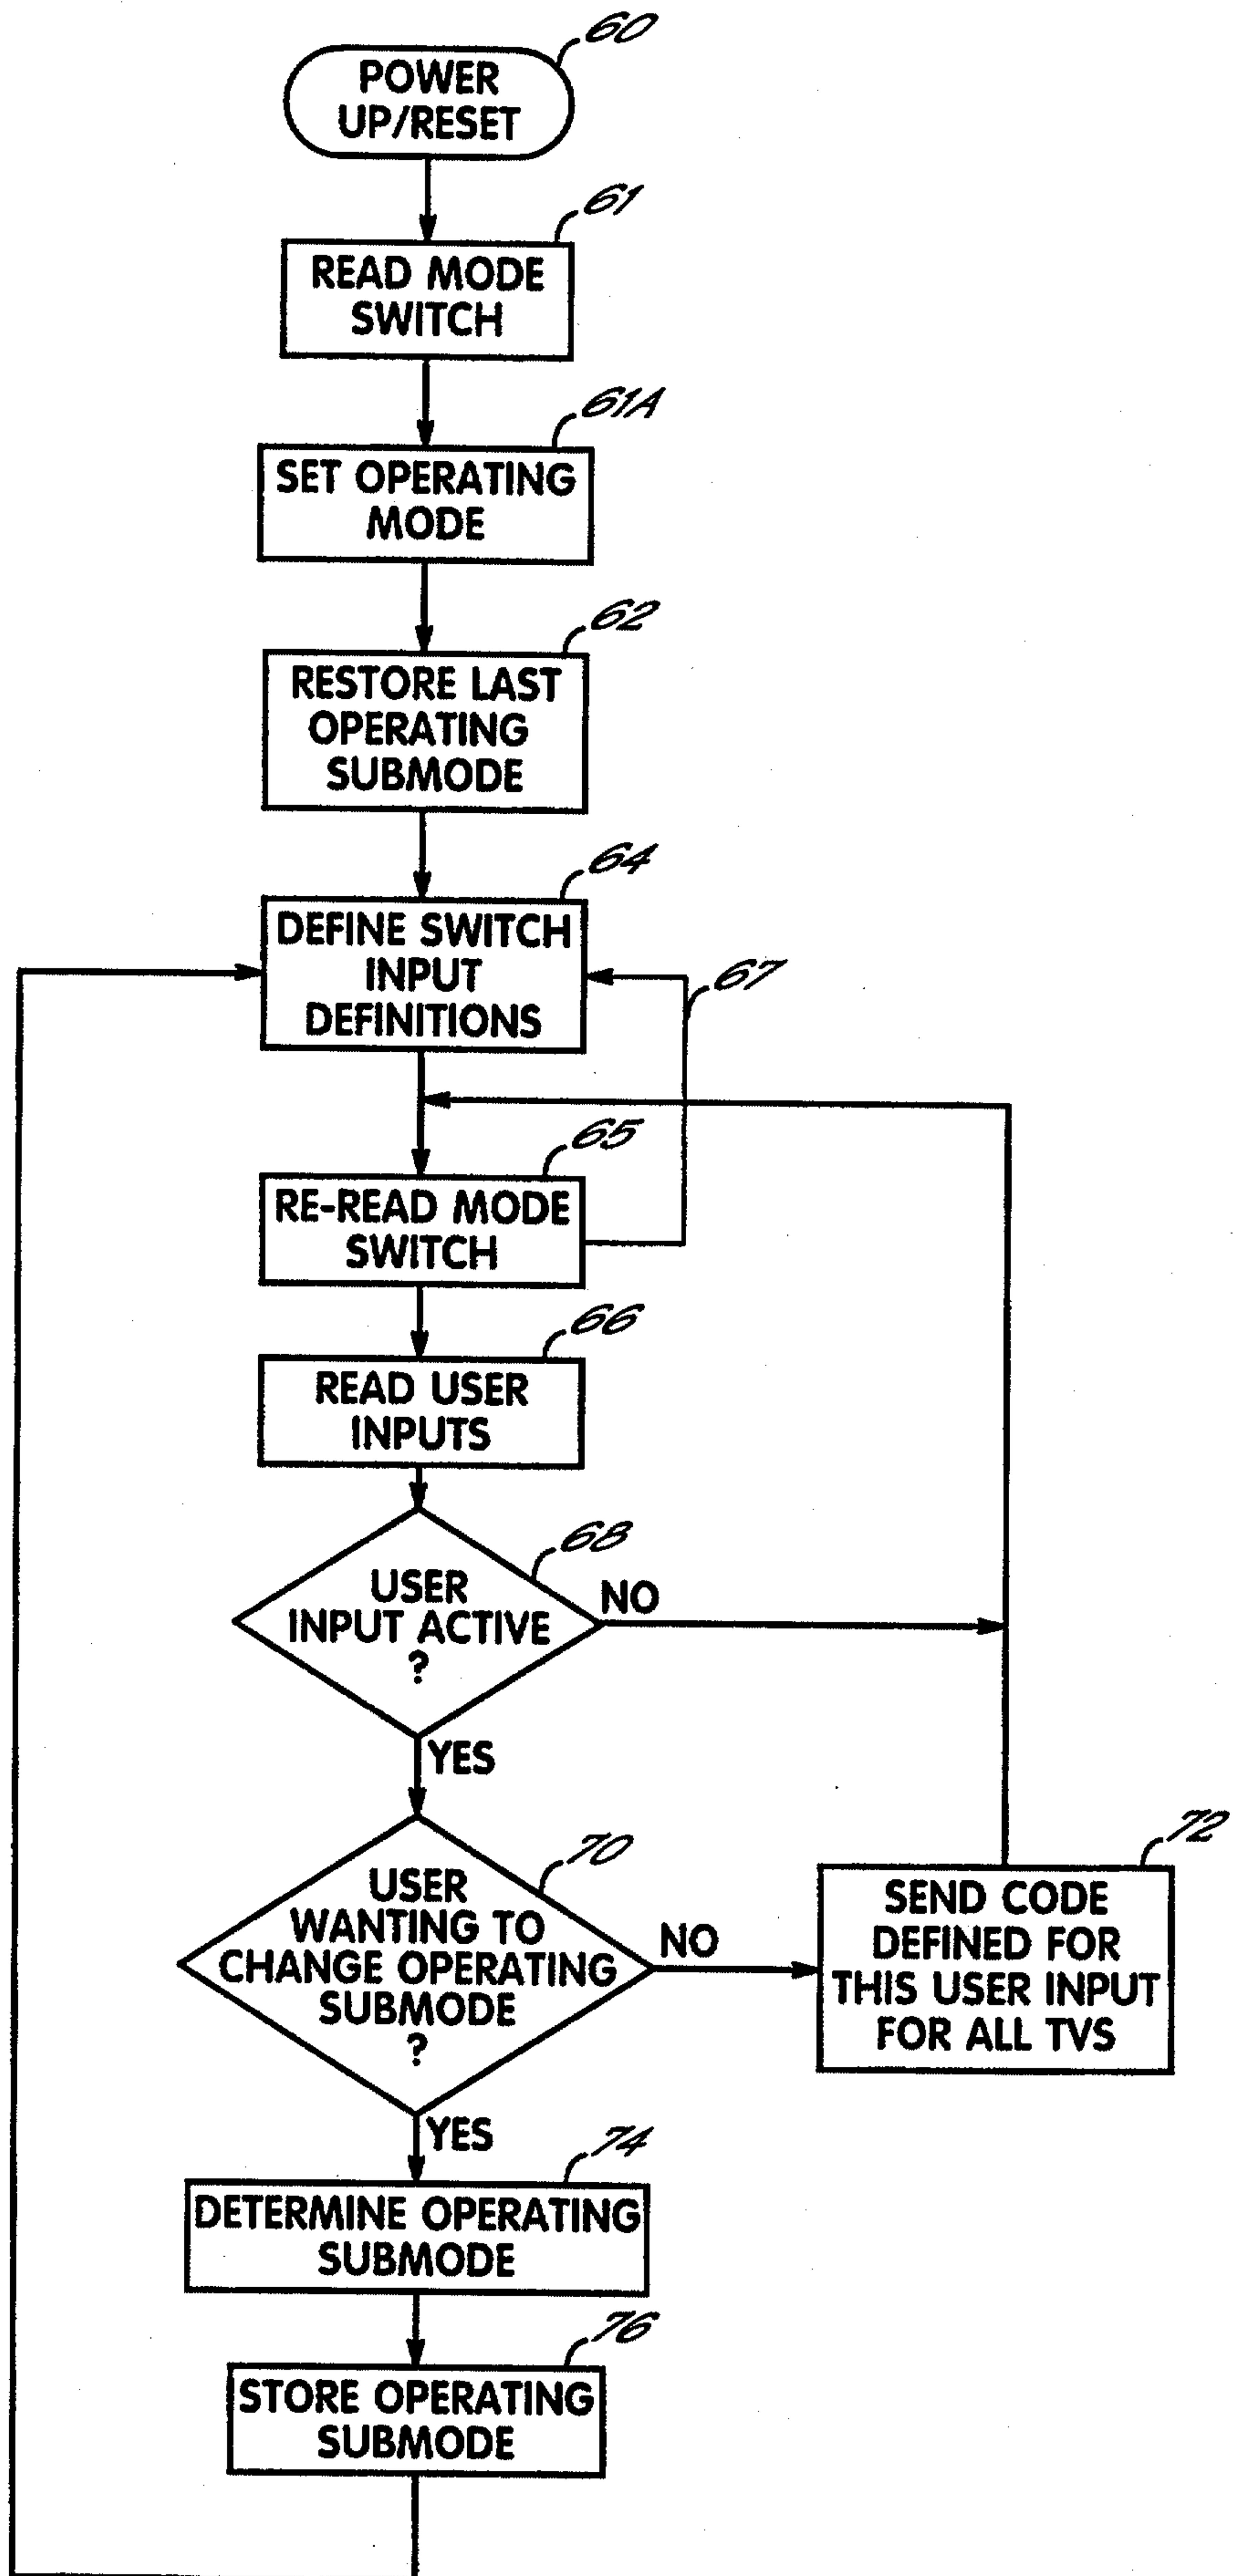 60
POWER
UP/RESET
61
READ MODE
SWITCH
61A
SET OPERATING
MODE
62
RESTORE LAST
OPERATING
SUBMODE
64
DEFINE SWITCH
INPUT
DEFINITIONS
67
65
RE-READ MODE
SWITCH
66
READ USER
INPUTS
68
USER
INPUT ACTIVE
?
NO
YES
70
USER
WANTING TO
CHANGE OPERATING
SUBMODE
?
NO
72
SEND CODE
DEFINED FOR
THIS USER INPUT
FOR ALL TVS
YES
74
DETERMINE OPERATING
SUBMODE
76
STORE OPERATING
SUBMODE